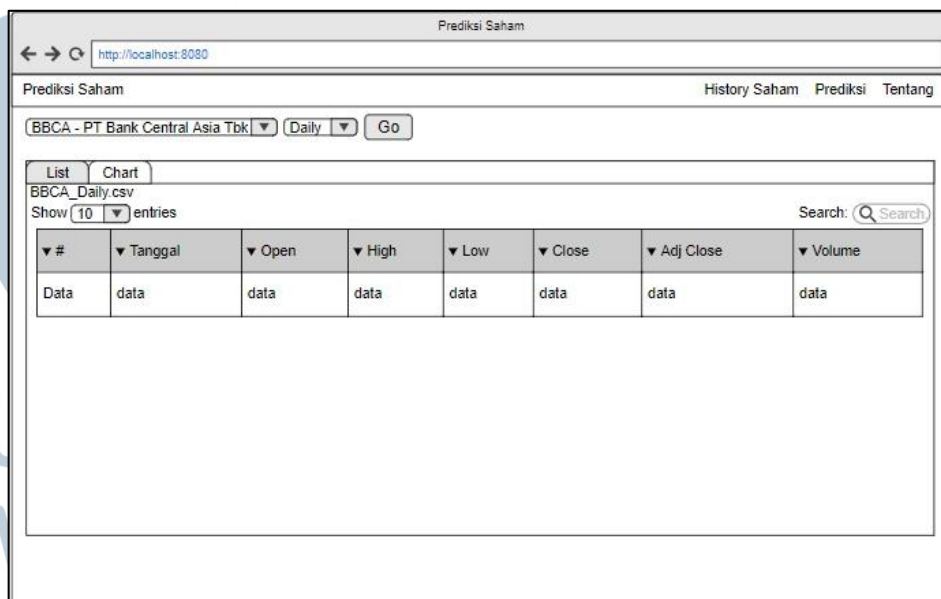 Prediksi Saham
http://localhost:8080
Prediksi Saham History Saham Prediksi Tentang
BBCA - PT Bank Central Asia Tbk Daily Go
List Chart
BBCA_Daily.csv
Show 10 entries Search: Search
# Tanggal Open High Low Close Adj Close Volume
Data data data data data data data data